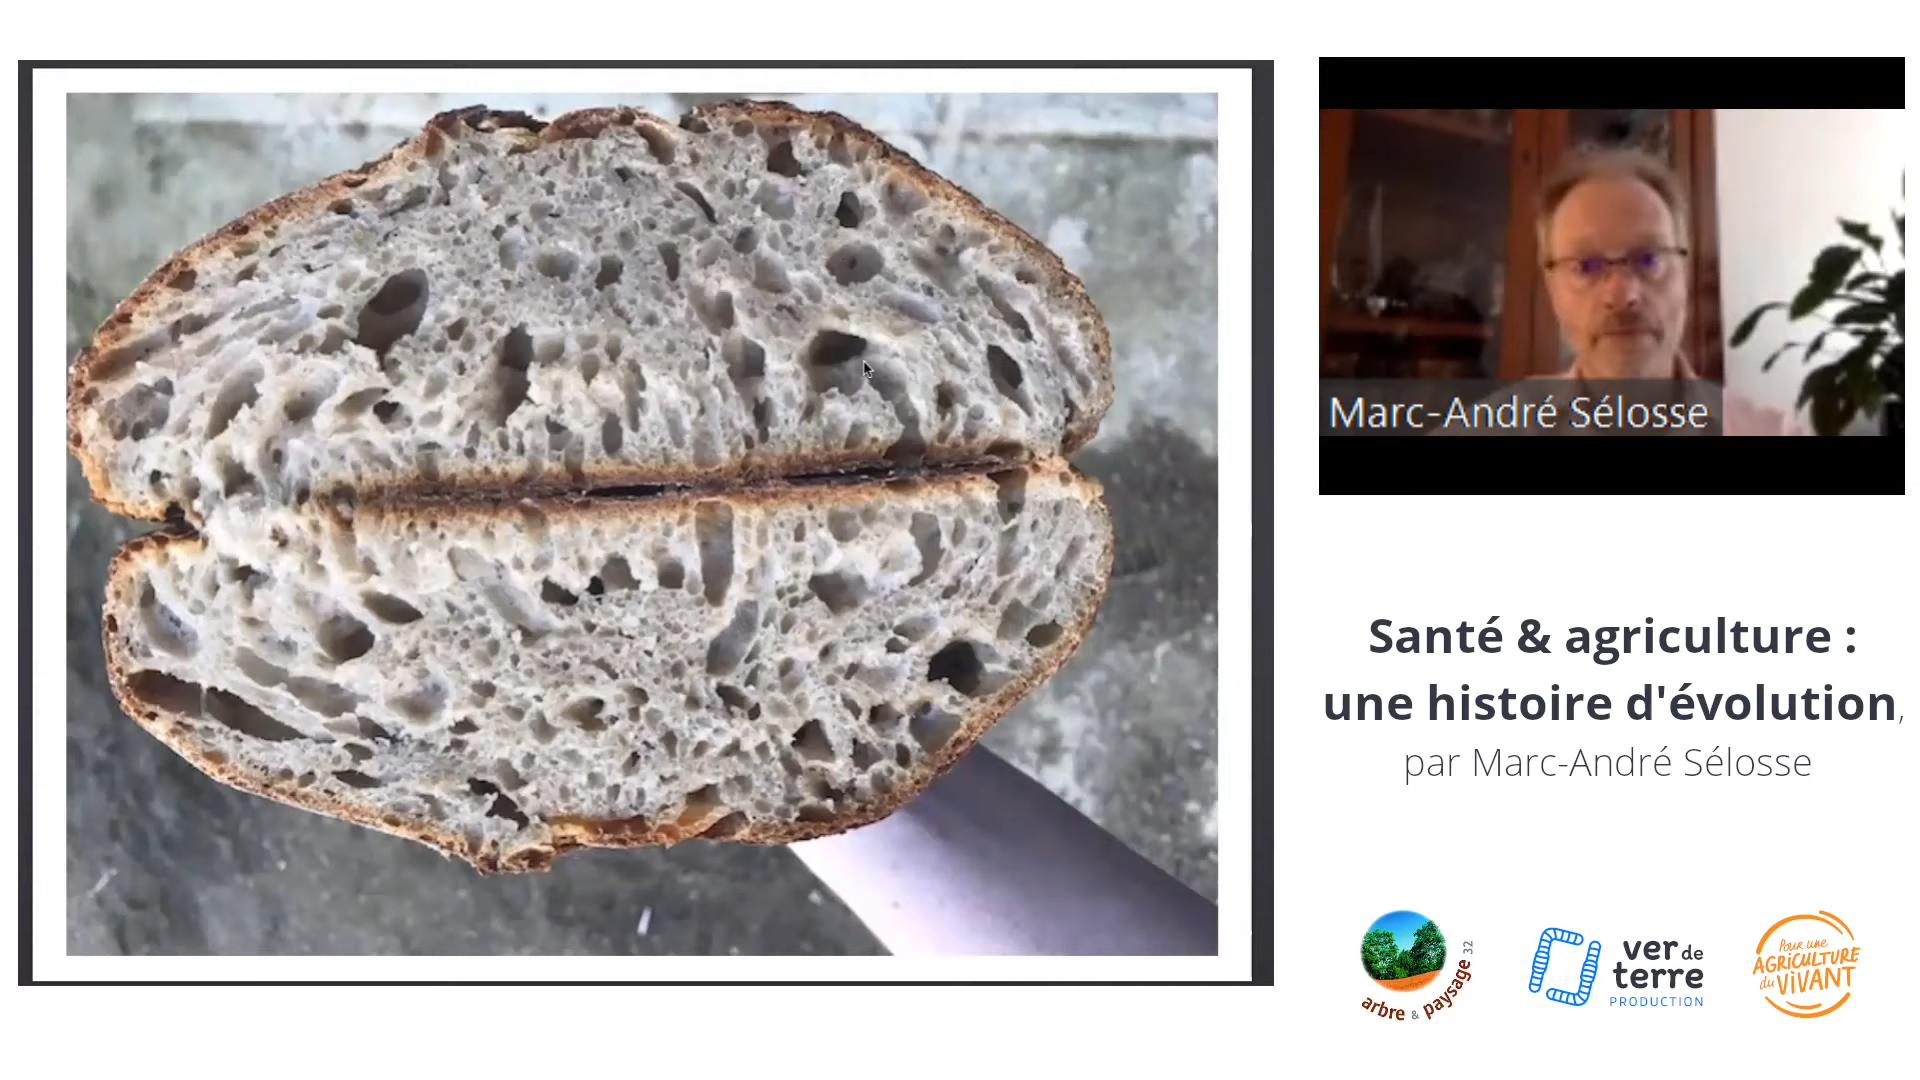 Marc-André Sélosse
Santé & agriculture :
une histoire d'évolution,
par Marc-André Sélosse
arbre & paysage 32
ver de
terre
PRODUCTION
Pour une
AGRICULTURE
du ViVANT